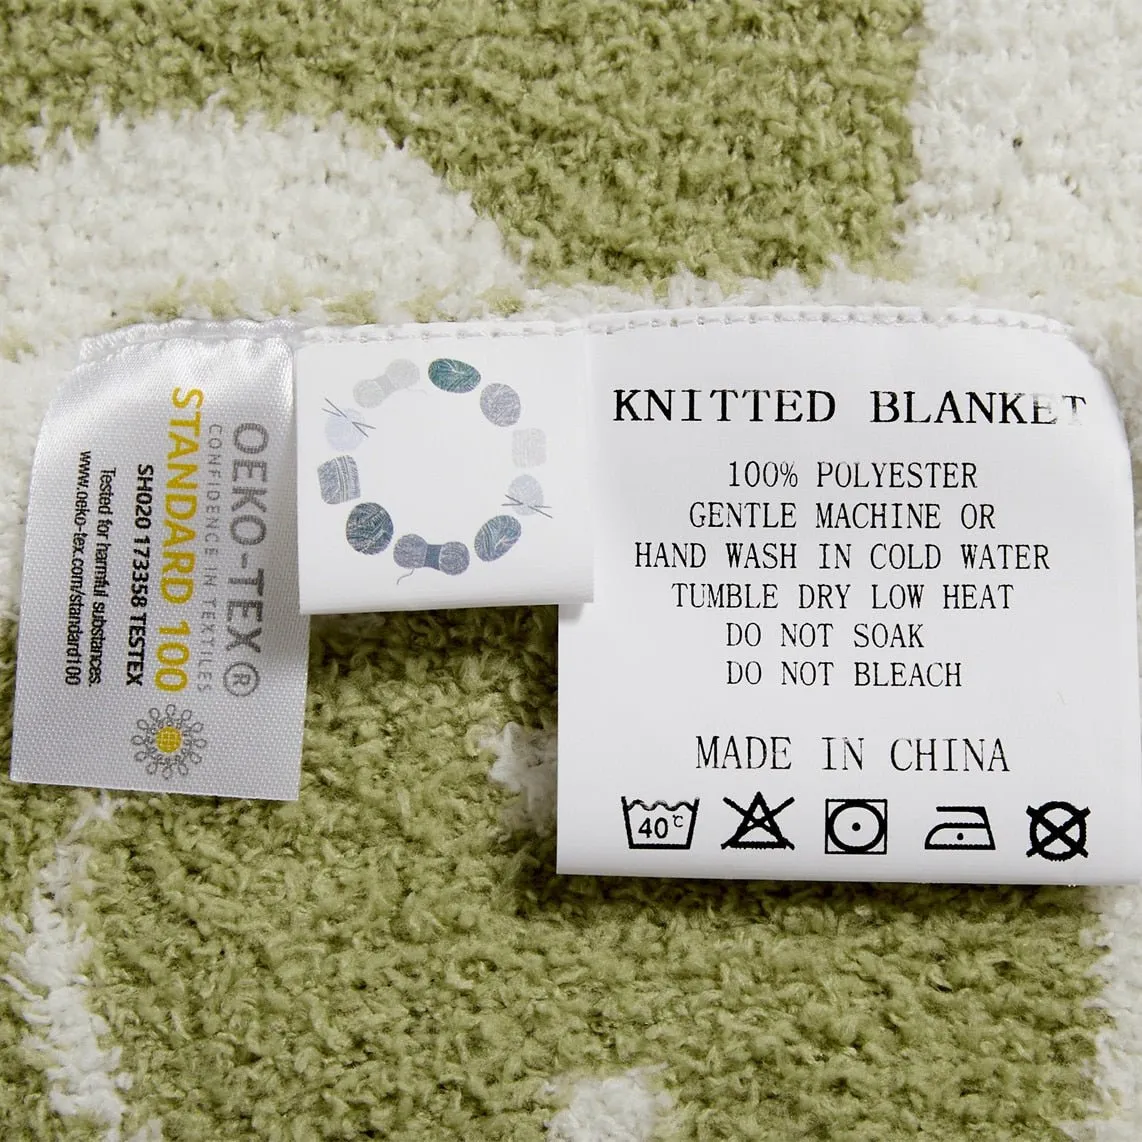 OEKO-TEX®
CONFIDENCE IN TEXTILES
STANDARD 100
SH020 173358 TESTEX
Tested for harmful substances.
www.oeko-tex.com/standard100
KNITTED BLANKET
100% POLYESTER
GENTLE MACHINE OR
HAND WASH IN COLD WATER
TUMBLE DRY LOW HEAT
DO NOT SOAK
DO NOT BLEACH
MADE IN CHINA
40℃